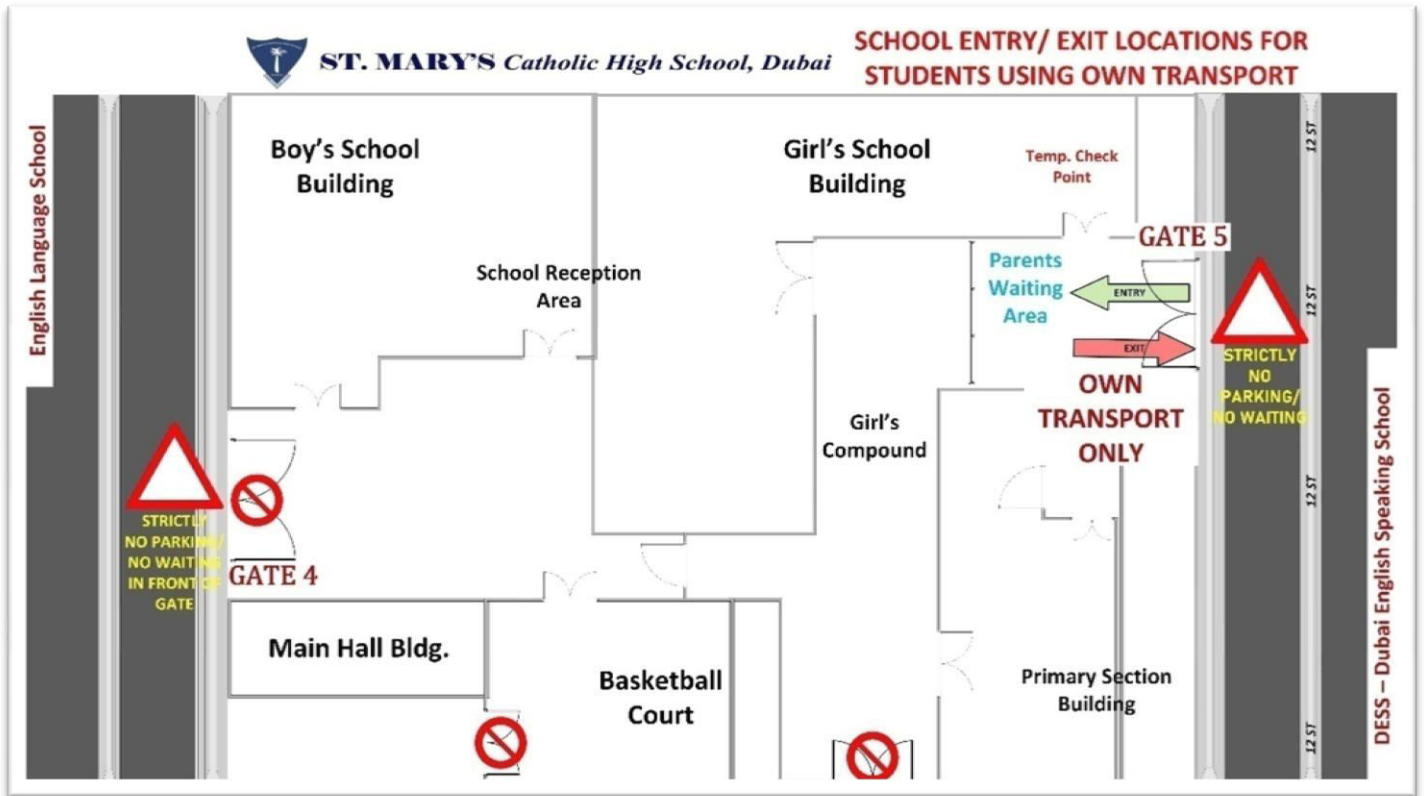 ST. MARY'S Catholic High School, Dubai
SCHOOL ENTRY/ EXIT LOCATIONS FOR
STUDENTS USING OWN TRANSPORT
English Language School
Boy's School
Building
Girl's School
Building
Temp. Check
Point
12 ST
GATE 5
School Reception
Area
Parents
Waiting
Area
ENTRY
12 ST
EXIT
STRICTLY
NO
PARKING/
NO WAITING
OWN
TRANSPORT
ONLY
Girl's
Compound
12 ST
STRICTLY
NO PARKING/
NO WAITING
IN FRONT OF
GATE
GATE 4
DESS – Dubai English Speaking School
Main Hall Bldg.
Basketball
Court
Primary Section
Building
12 ST